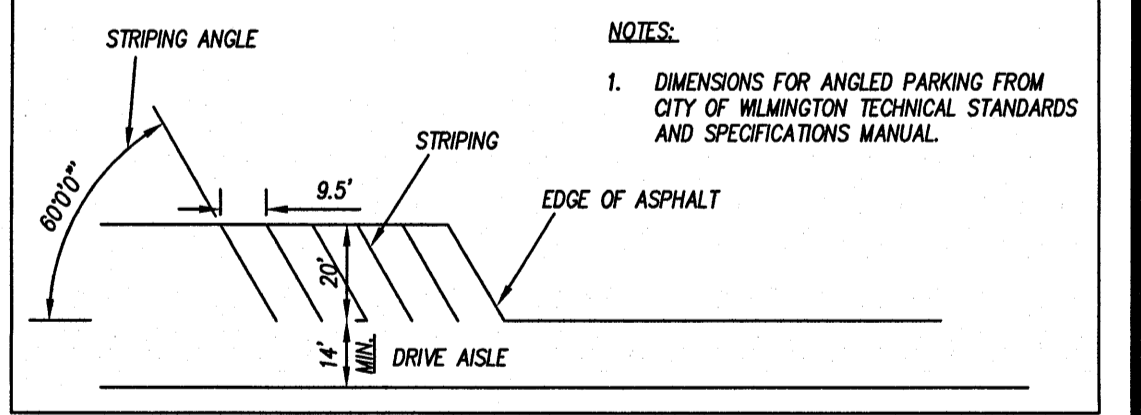 STRIPING ANGLE
NOTES:
1. DIMENSIONS FOR ANGLED PARKING FROM
CITY OF WILMINGTON TECHNICAL STANDARDS
AND SPECIFICATIONS MANUAL.
STRIPING
9.5'
EDGE OF ASPHALT
60°0'0"
20'
14'
MIN.
DRIVE AISLE